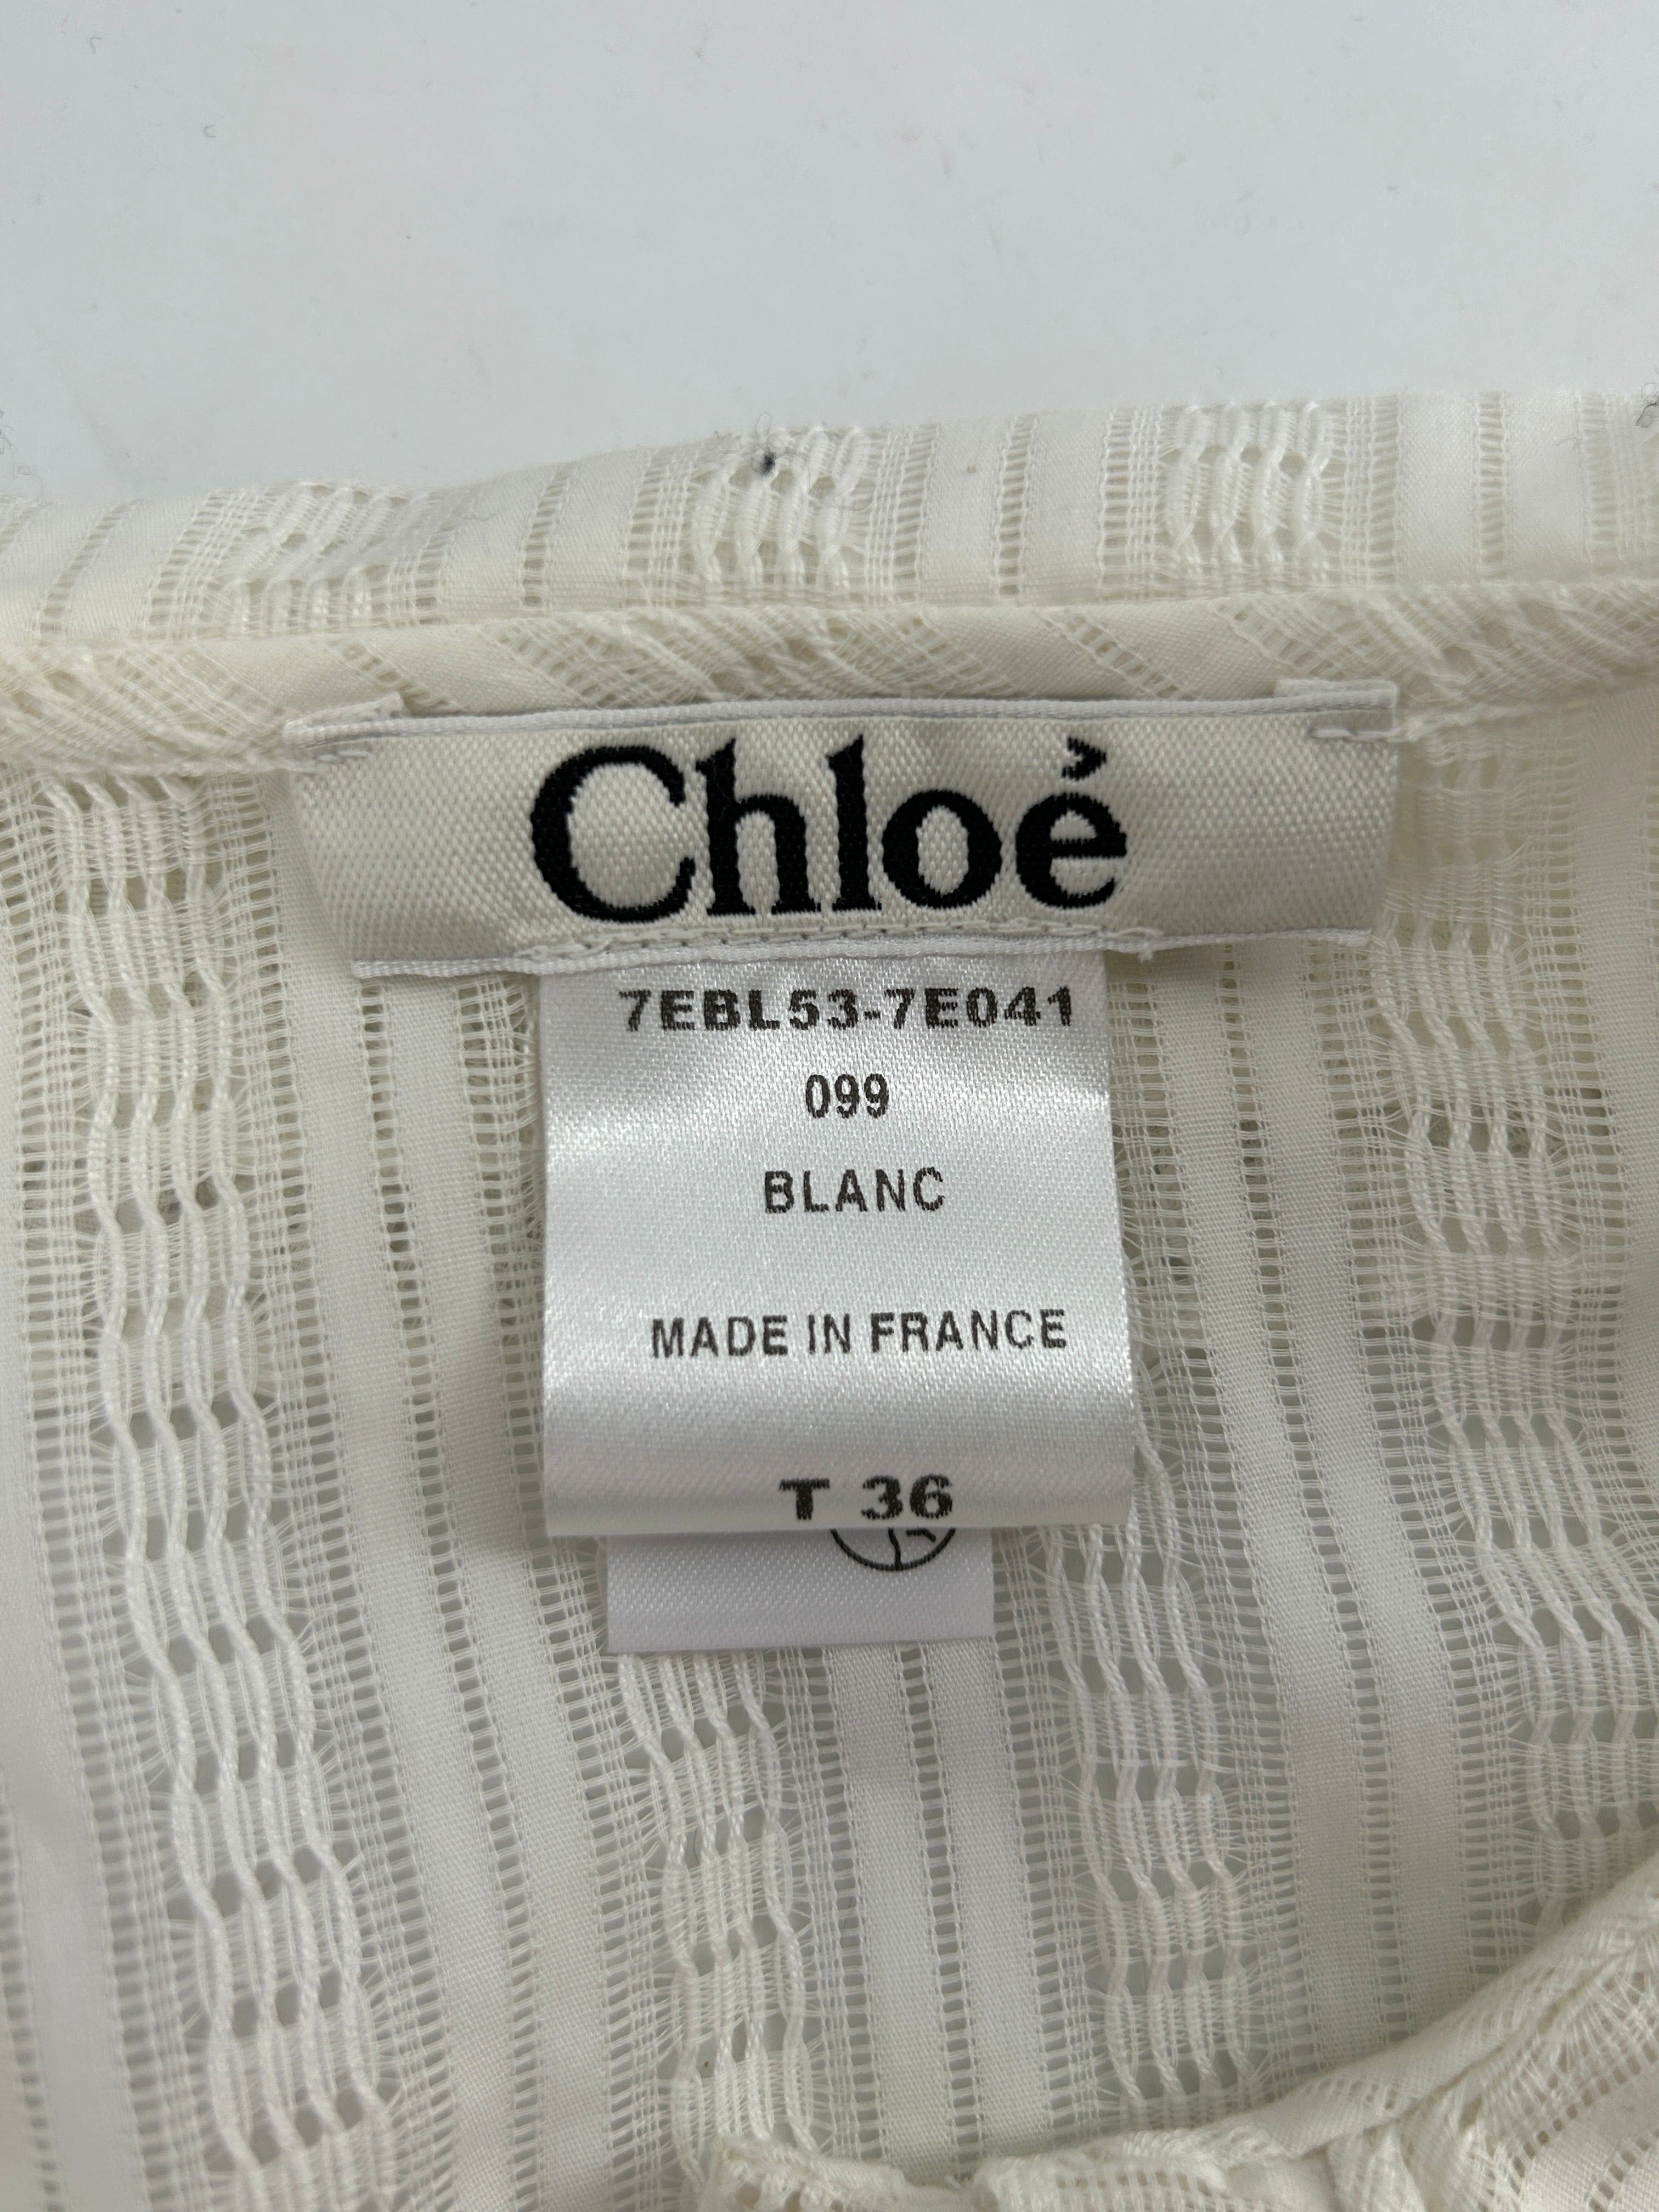 Chloé
7EBL53-7E041
099
BLANC
MADE IN FRANCE
T 36